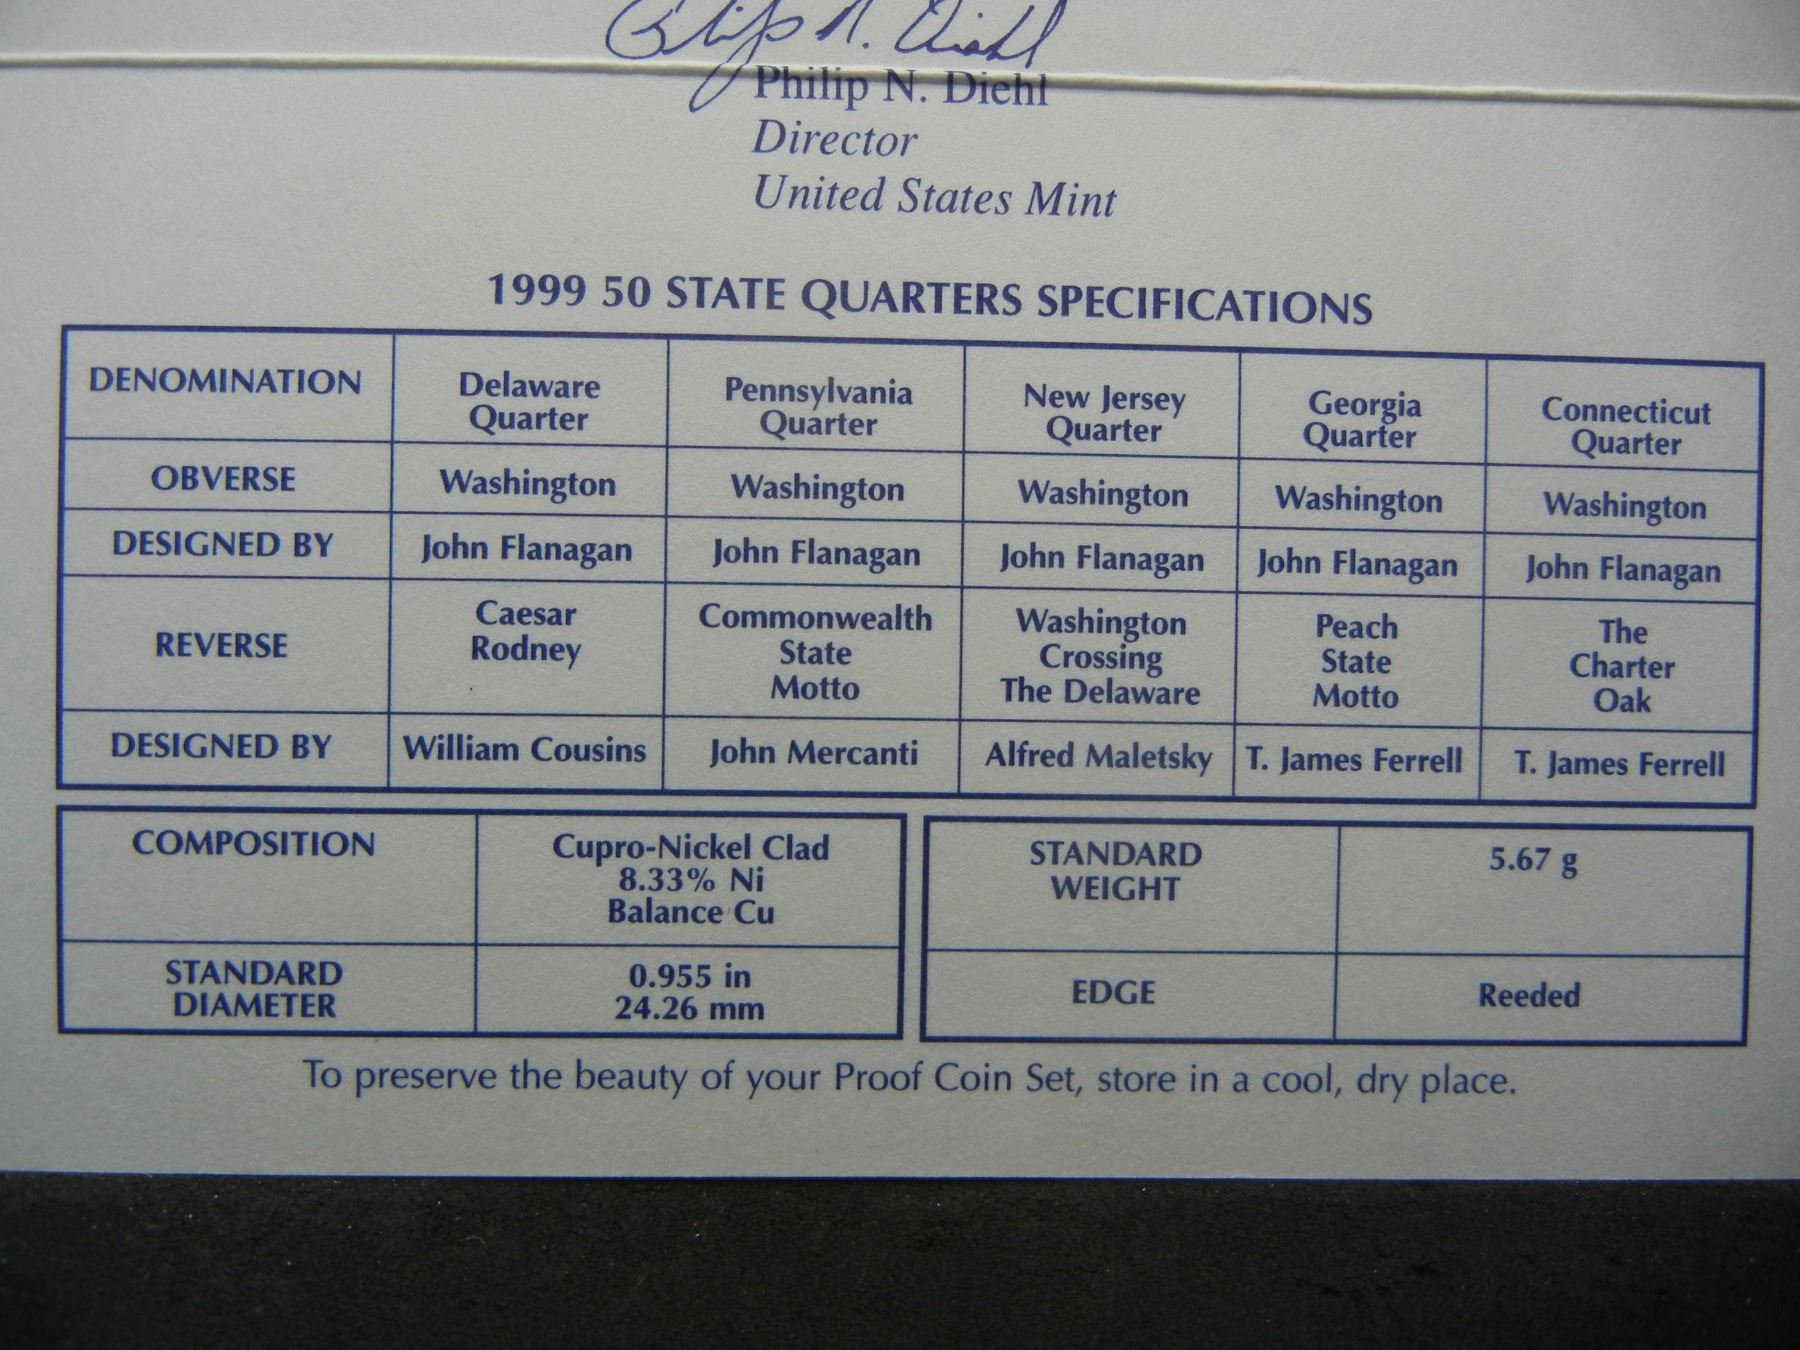 Philip N. Diehl
Philip N. Diehl
Director
United States Mint
1999 50 STATE QUARTERS SPECIFICATIONS
DENOMINATION
Delaware
Quarter
Pennsylvania
Quarter
New Jersey
Quarter
Georgia
Quarter
Connecticut
Quarter
OBVERSE
Washington
Washington
Washington
Washington
Washington
DESIGNED BY
John Flanagan
John Flanagan
John Flanagan
John Flanagan
John Flanagan
REVERSE
Caesar
Rodney
Commonwealth
State
Motto
Washington
Crossing
The Delaware
Peach
State
Motto
The
Charter
Oak
DESIGNED BY
William Cousins
John Mercanti
Alfred Maletsky
T. James Ferrell
T. James Ferrell
COMPOSITION
Cupro-Nickel Clad
8.33% Ni
Balance Cu
STANDARD
DIAMETER
0.955 in
24.26 mm
STANDARD
WEIGHT
5.67 g
EDGE
Reeded
To preserve the beauty of your Proof Coin Set, store in a cool, dry place.